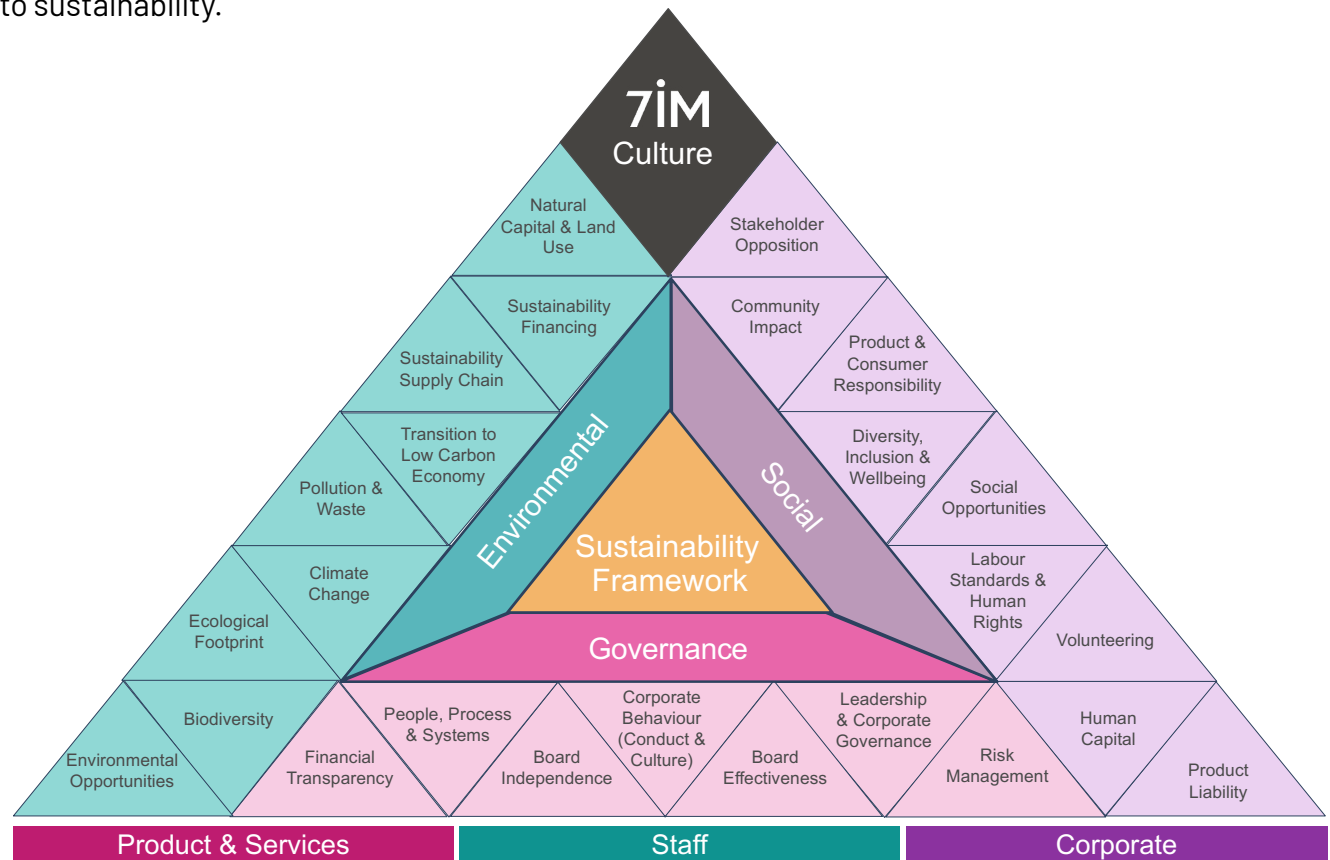 to sustainability.
7iM
Culture
Natural
Capital & Land
Use
Stakeholder
Opposition
Sustainability
Financing
Community
Impact
Sustainability
Supply Chain
Product &
Consumer
Responsibility
Transition to
Low Carbon
Economy
Diversity,
Inclusion &
Wellbeing
Pollution &
Waste
Social
Opportunities
Environmental
Social
Sustainability
Framework
Climate
Change
Labour
Standards &
Human
Rights
Ecological
Footprint
Volunteering
Governance
Biodiversity
Environmental
Opportunities
Financial
Transparency
People, Process
& Systems
Board
Independence
Corporate
Behaviour
(Conduct &
Culture)
Board
Effectiveness
Leadership
& Corporate
Governance
Risk
Management
Human
Capital
Product
Liability
Product & Services
Staff
Corporate